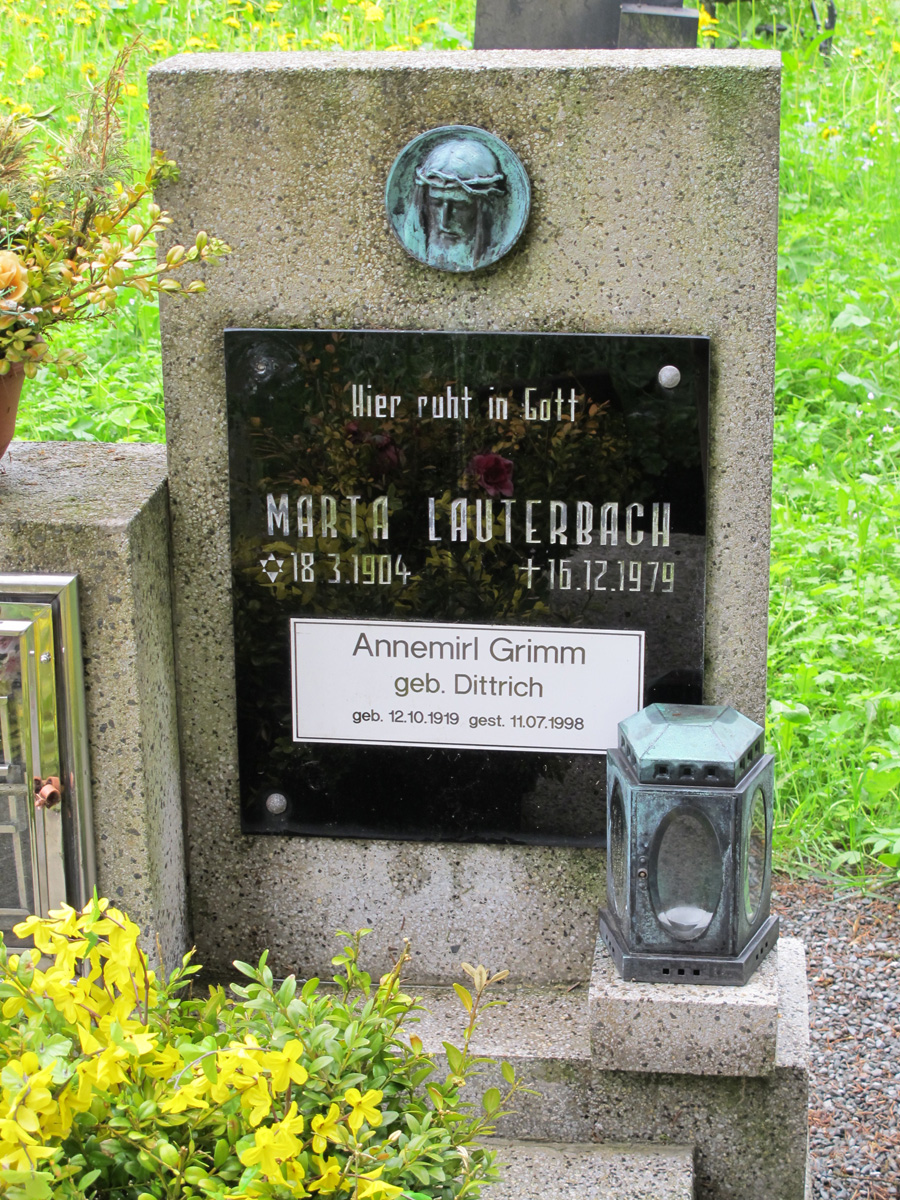 Hier ruht in Gott
MARTA LAUTERBACH
✡18.3.1904 ✝16.12.1979
Annemirl Grimm
geb. Dittrich
geb. 12.10.1919 gest. 11.07.1998